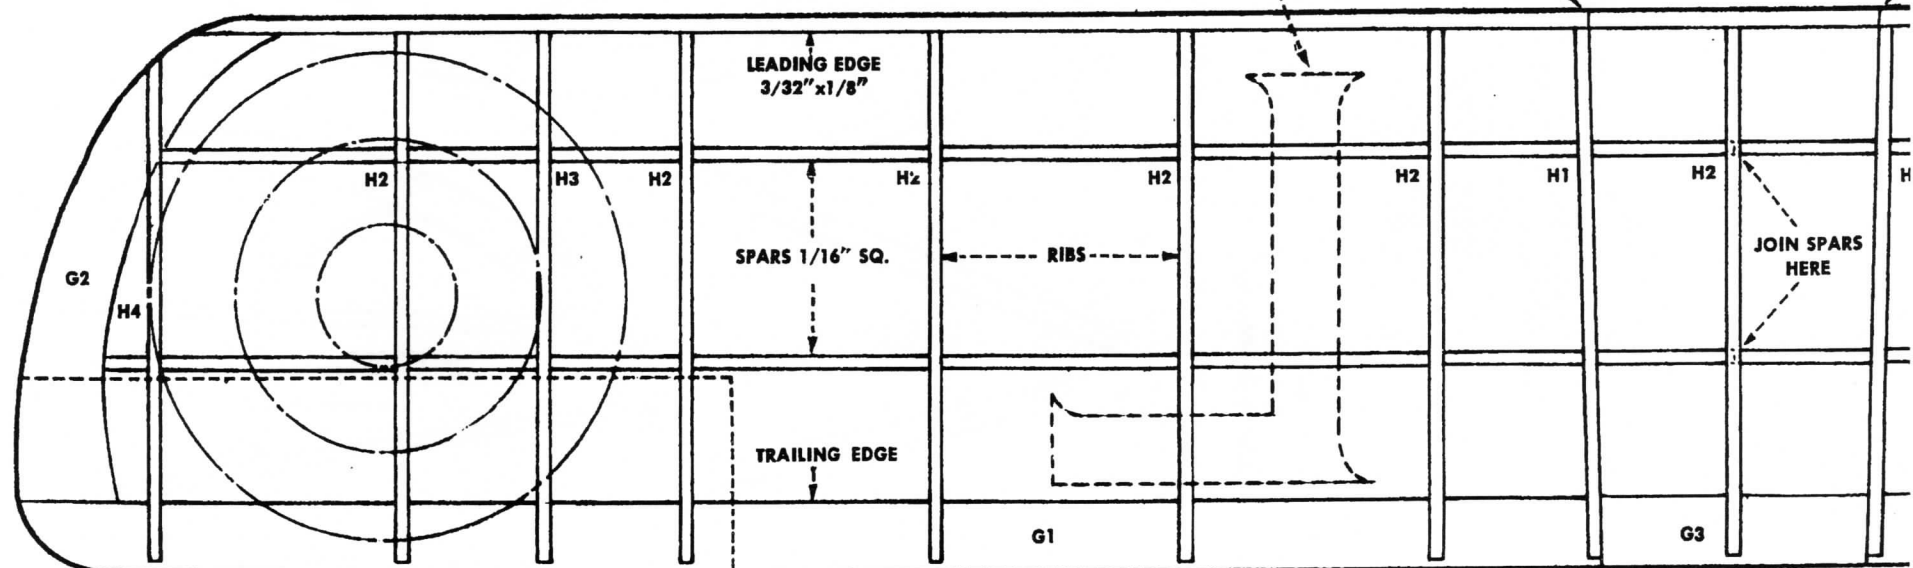 LEADING EDGE
3/32"x1/8"
H2
H3
H2
H2
H2
H2
H1
H2
H
G2
H4
SPARS 1/16" SQ.
RIBS
JOIN SPARS
HERE
TRAILING EDGE
G1
G3